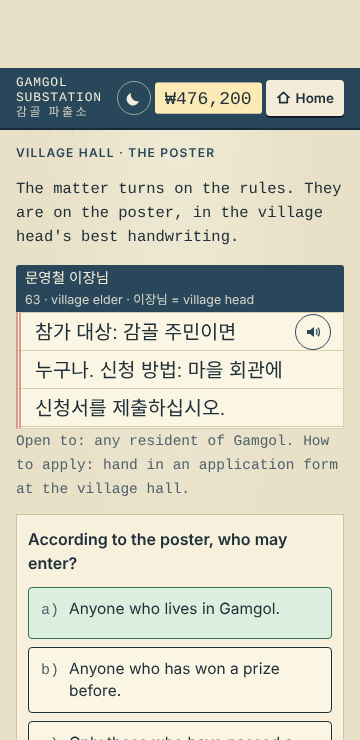 GAMGOL
SUBSTATION
감골 파출소
₩476,200
Home
VILLAGE HALL · THE POSTER
The matter turns on the rules. They
are on the poster, in the village
head's best handwriting.
문영철 이장님
63 · village elder · 이장님 = village head
참가 대상: 감골 주민이면
누구나. 신청 방법: 마을 회관에
신청서를 제출하십시오.
Open to: any resident of Gamgol. How
to apply: hand in an application form
at the village hall.
According to the poster, who may
enter?
a) Anyone who lives in Gamgol.
b) Anyone who has won a prize
before.